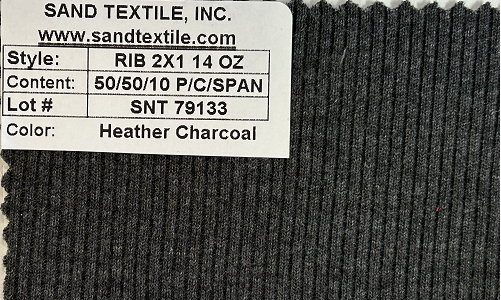 SAND TEXTILE, INC.
www.sandtextile.com
Style: RIB 2X1 14 OZ
Content: 50/50/10 P/C/SPAN
Lot # SNT 79133
Color: Heather Charcoal